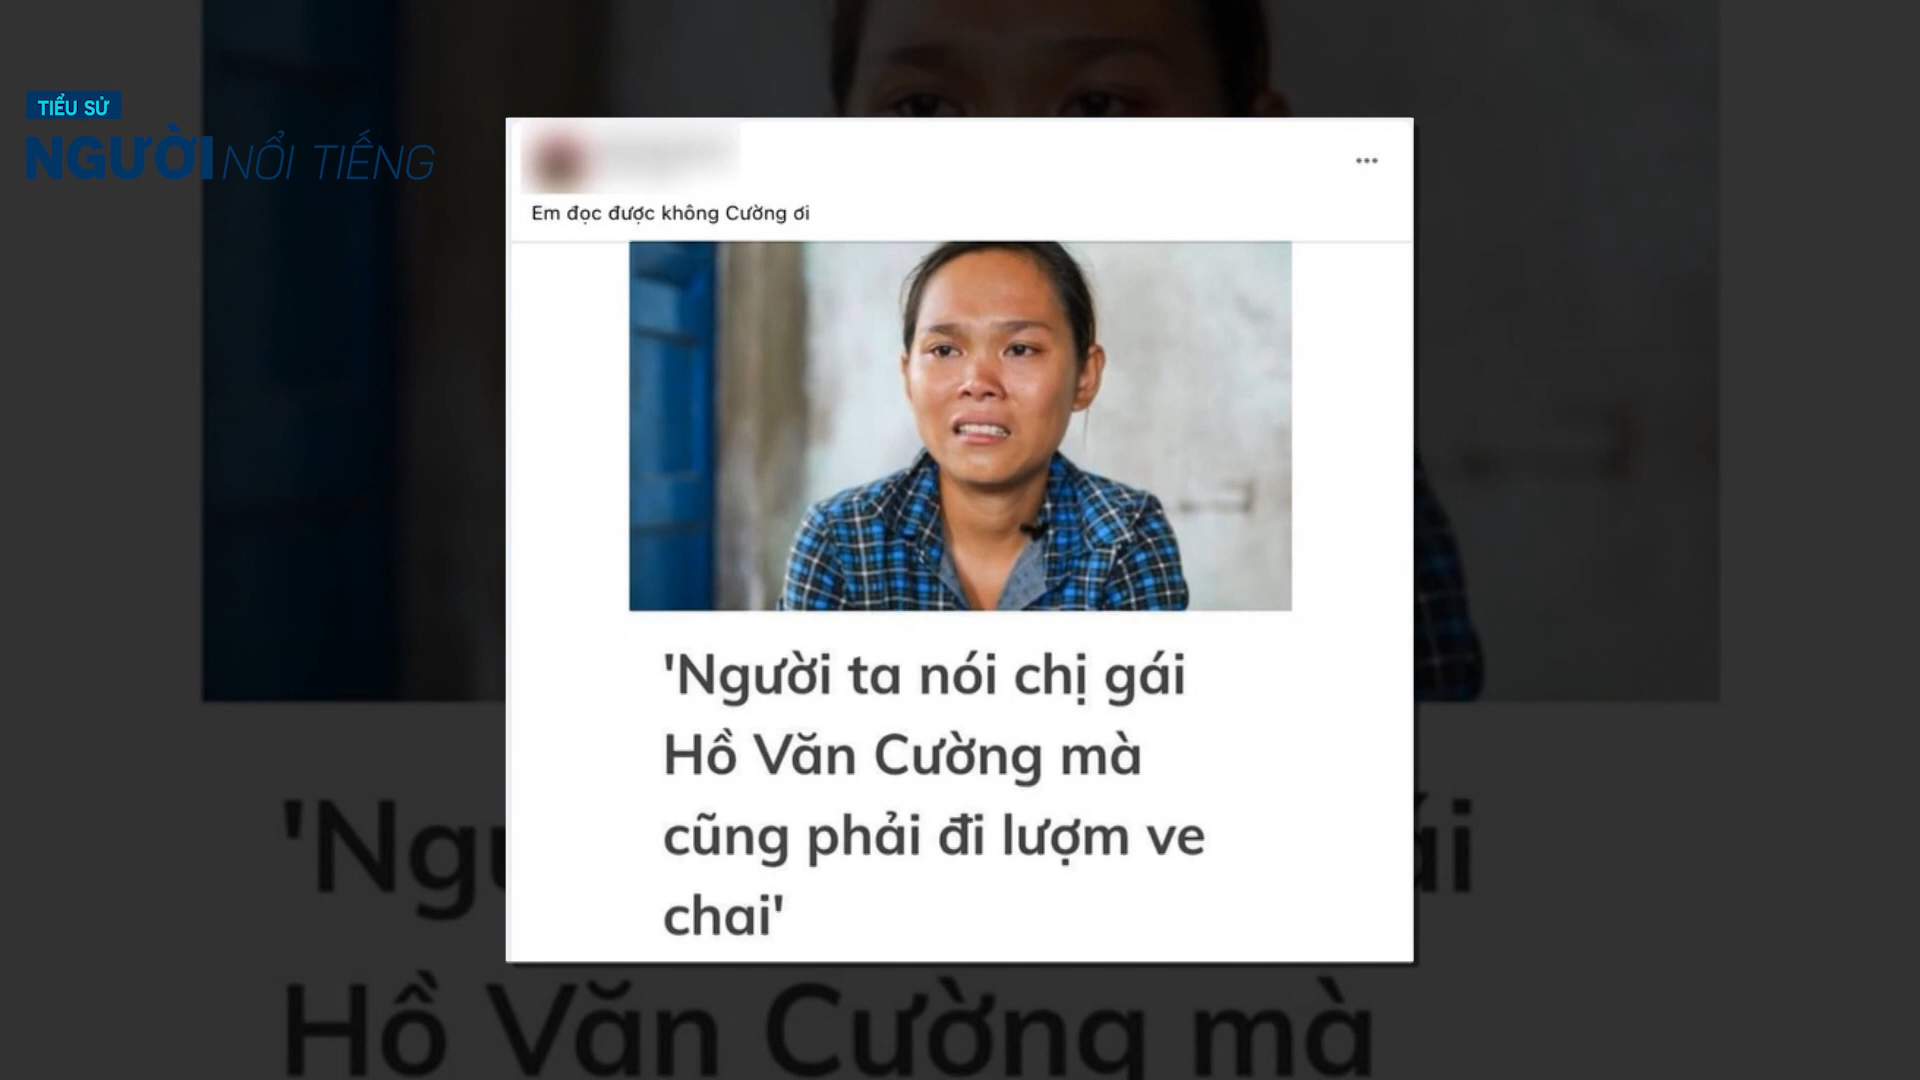 TIỂU SỬ
NGƯỜI NỔI TIẾNG
Em đọc được không Cường ơi
'Người ta nói chị gái
Hồ Văn Cường mà
cũng phải đi lượm ve
chai'
'Ngư
ái
Hồ Văn Cường mà